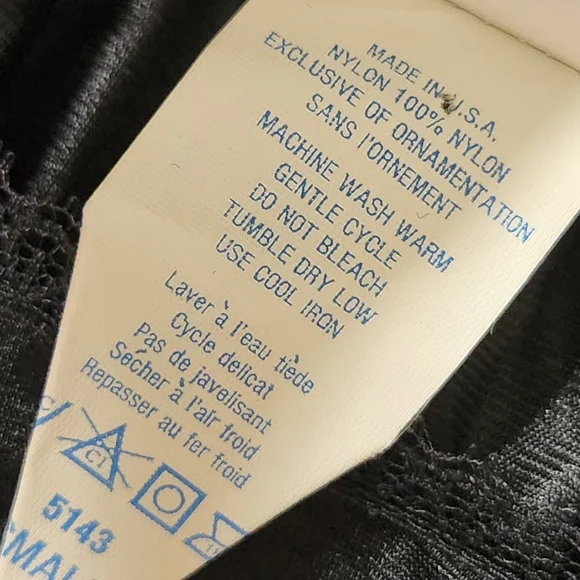 MADE IN U.S.A.
NYLON 100% NYLON
EXCLUSIVE OF ORNAMENTATION
SANS l'ORNEMENT
MACHINE WASH WARM
GENTLE CYCLE
DO NOT BLEACH
TUMBLE DRY LOW
USE COOL IRON
Laver à l'eau tiède
Cycle delicat
Pas de javelisant
Sécher à l'air froid
Repasser au fer froid
Cl
5143